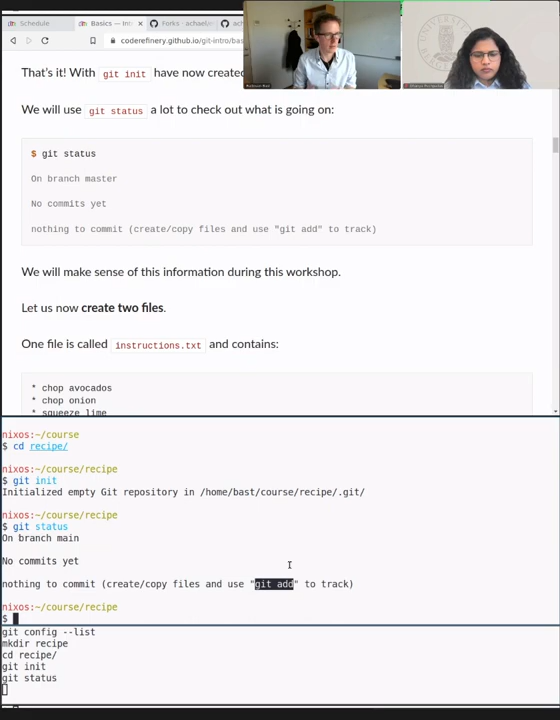 Schedule
Basics — Int
Forks - achael
ach
coderefinery.github.io/git-intro/bas
That's it! With git init have now created
We will use git status a lot to check out what is going on:
$ git status
On branch master
No commits yet
nothing to commit (create/copy files and use "git add" to track)
We will make sense of this information during this workshop.
Let us now create two files.
One file is called instructions.txt and contains:
* chop avocados
* chop onion
* squeeze lime
nixos:~/course
$ cd recipe/
nixos:~/course/recipe
$ git init
Initialized empty Git repository in /home/bast/course/recipe/.git/
nixos:~/course/recipe
$ git status
On branch main
No commits yet
nothing to commit (create/copy files and use "git add" to track)
nixos:~/course/recipe
$
git config --list
mkdir recipe
cd recipe/
git init
git status